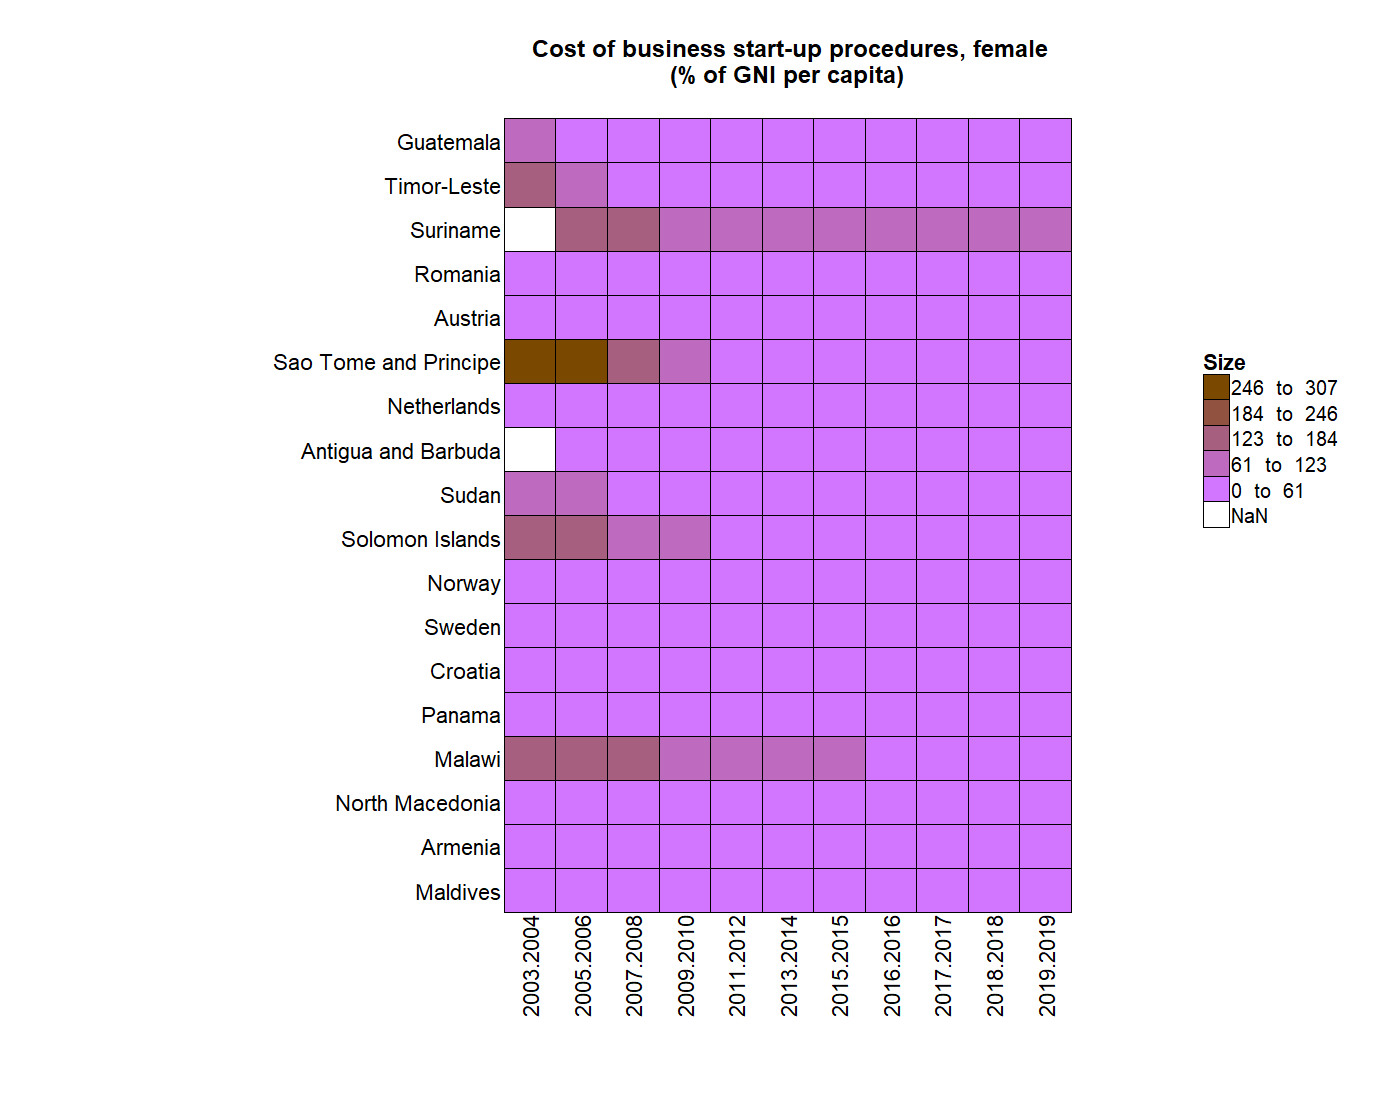 Cost of business start-up procedures, female
(% of GNI per capita)
Guatemala
Timor-Leste
Suriname
Romania
Austria
Sao Tome and Principe
Netherlands
Antigua and Barbuda
Sudan
Solomon Islands
Norway
Sweden
Croatia
Panama
Malawi
North Macedonia
Armenia
Maldives
2003.2004
2005.2006
2007.2008
2009.2010
2011.2012
2013.2014
2015.2015
2016.2016
2017.2017
2018.2018
2019.2019
Size
246 to 307
184 to 246
123 to 184
61 to 123
0 to 61
NaN